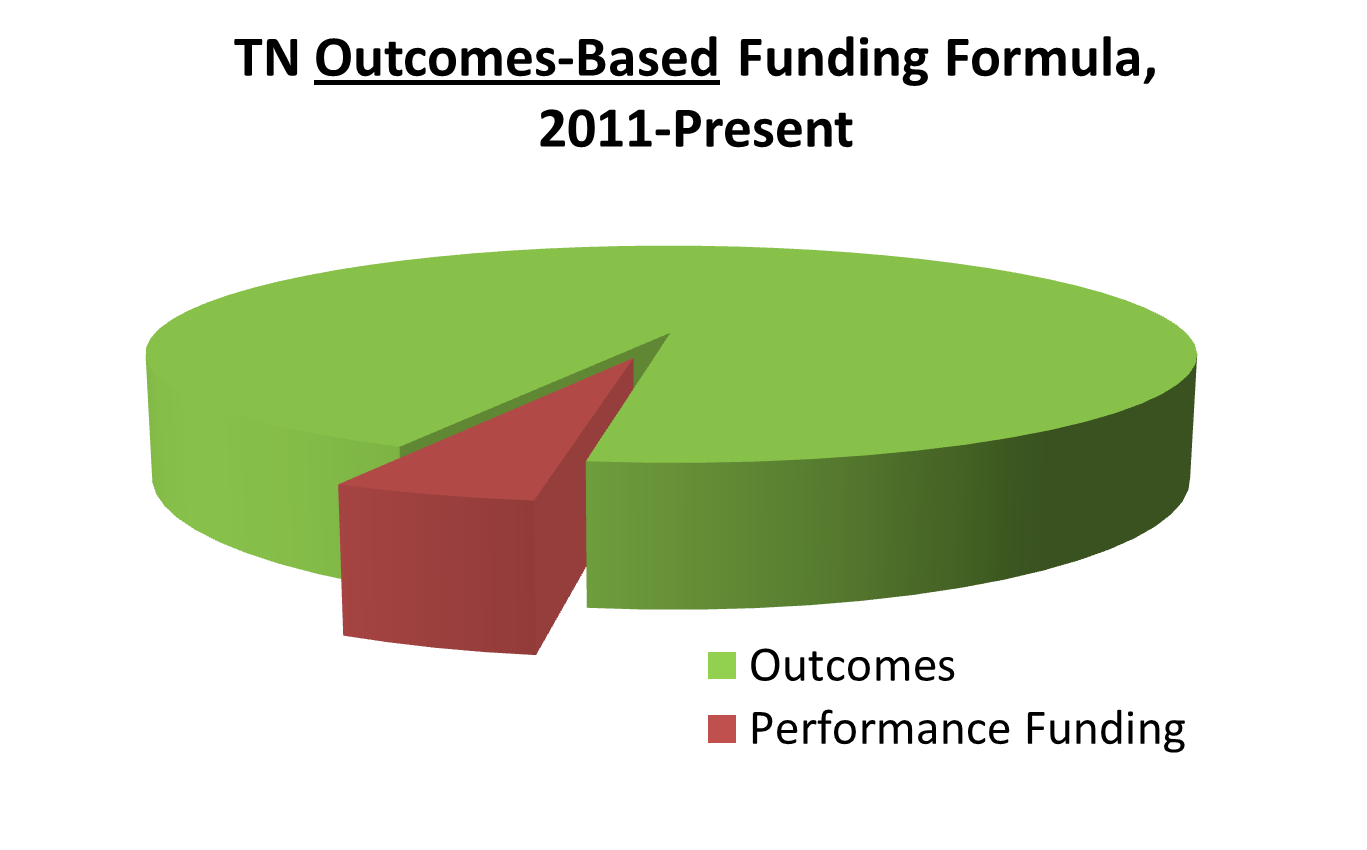 TN Outcomes-Based Funding Formula,
2011-Present
Outcomes
Performance Funding